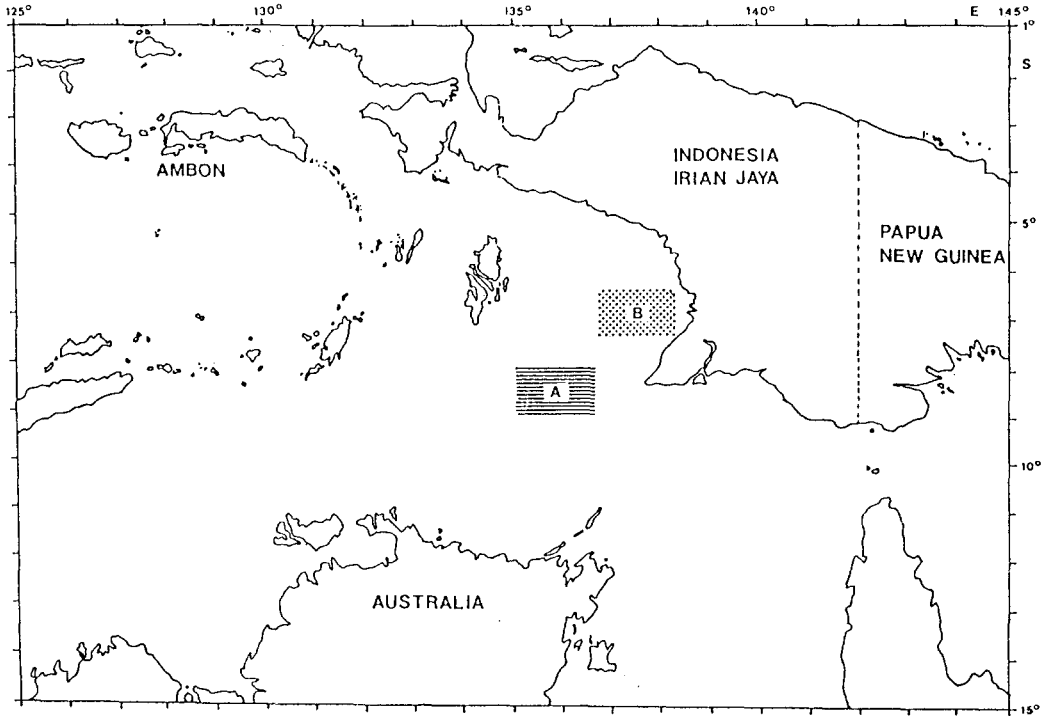 125° 130° 135° 140° E 145°
1°
S
AMBON
INDONESIA
IRIAN JAYA
5°
PAPUA
NEW GUINEA
B
A
10°
AUSTRALIA
15°